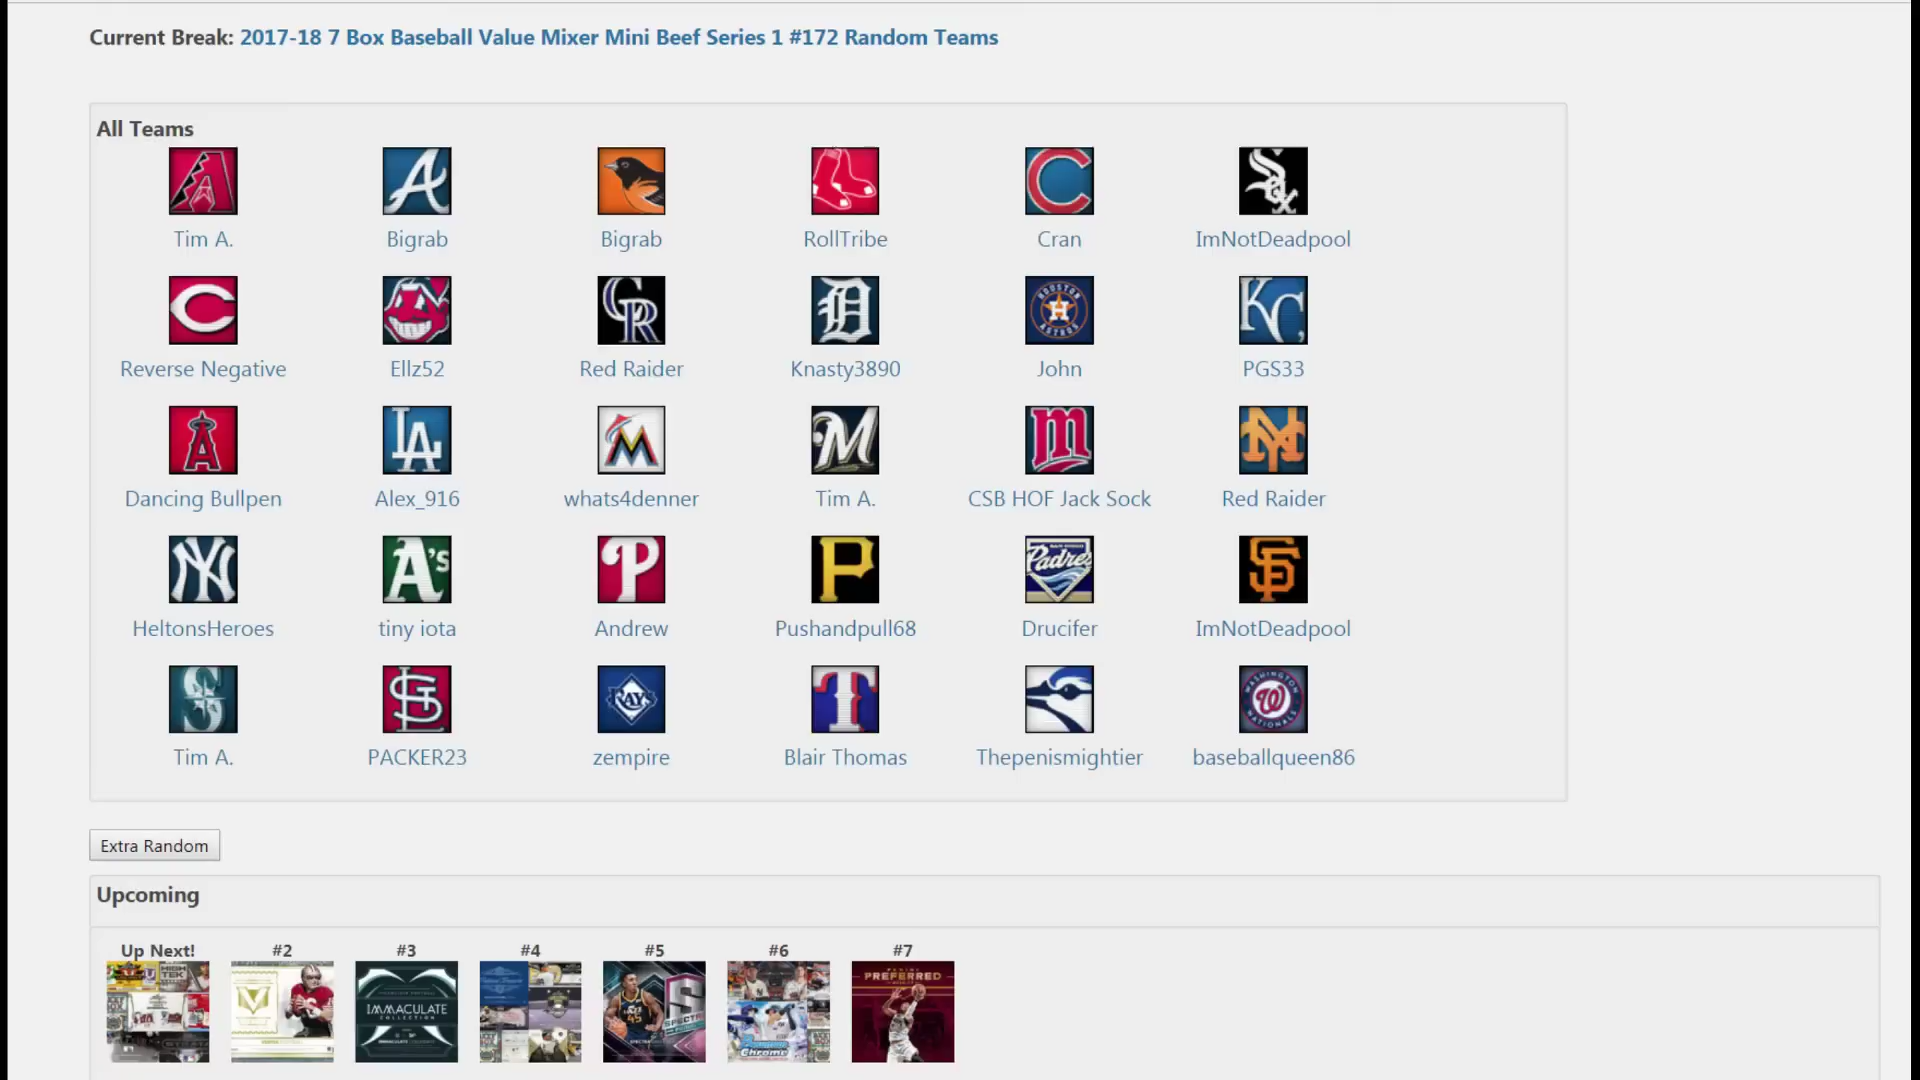 Current Break: 2017-18 7 Box Baseball Value Mixer Mini Beef Series 1 #172 Random Teams
All Teams
Tim A. Bigrab Bigrab RollTribe Cran ImNotDeadpool
Reverse Negative Ellz52 Red Raider Knasty3890 John PGS33
Dancing Bullpen Alex_916 whats4denner Tim A. CSB HOF Jack Sock Red Raider
HeltonsHeroes tiny iota Andrew Pushandpull68 Drucifer ImNotDeadpool
Tim A. PACKER23 zempire Blair Thomas Thepenismightier baseballqueen86
Extra Random
Upcoming
Up Next! #2 #3 #4 #5 #6 #7